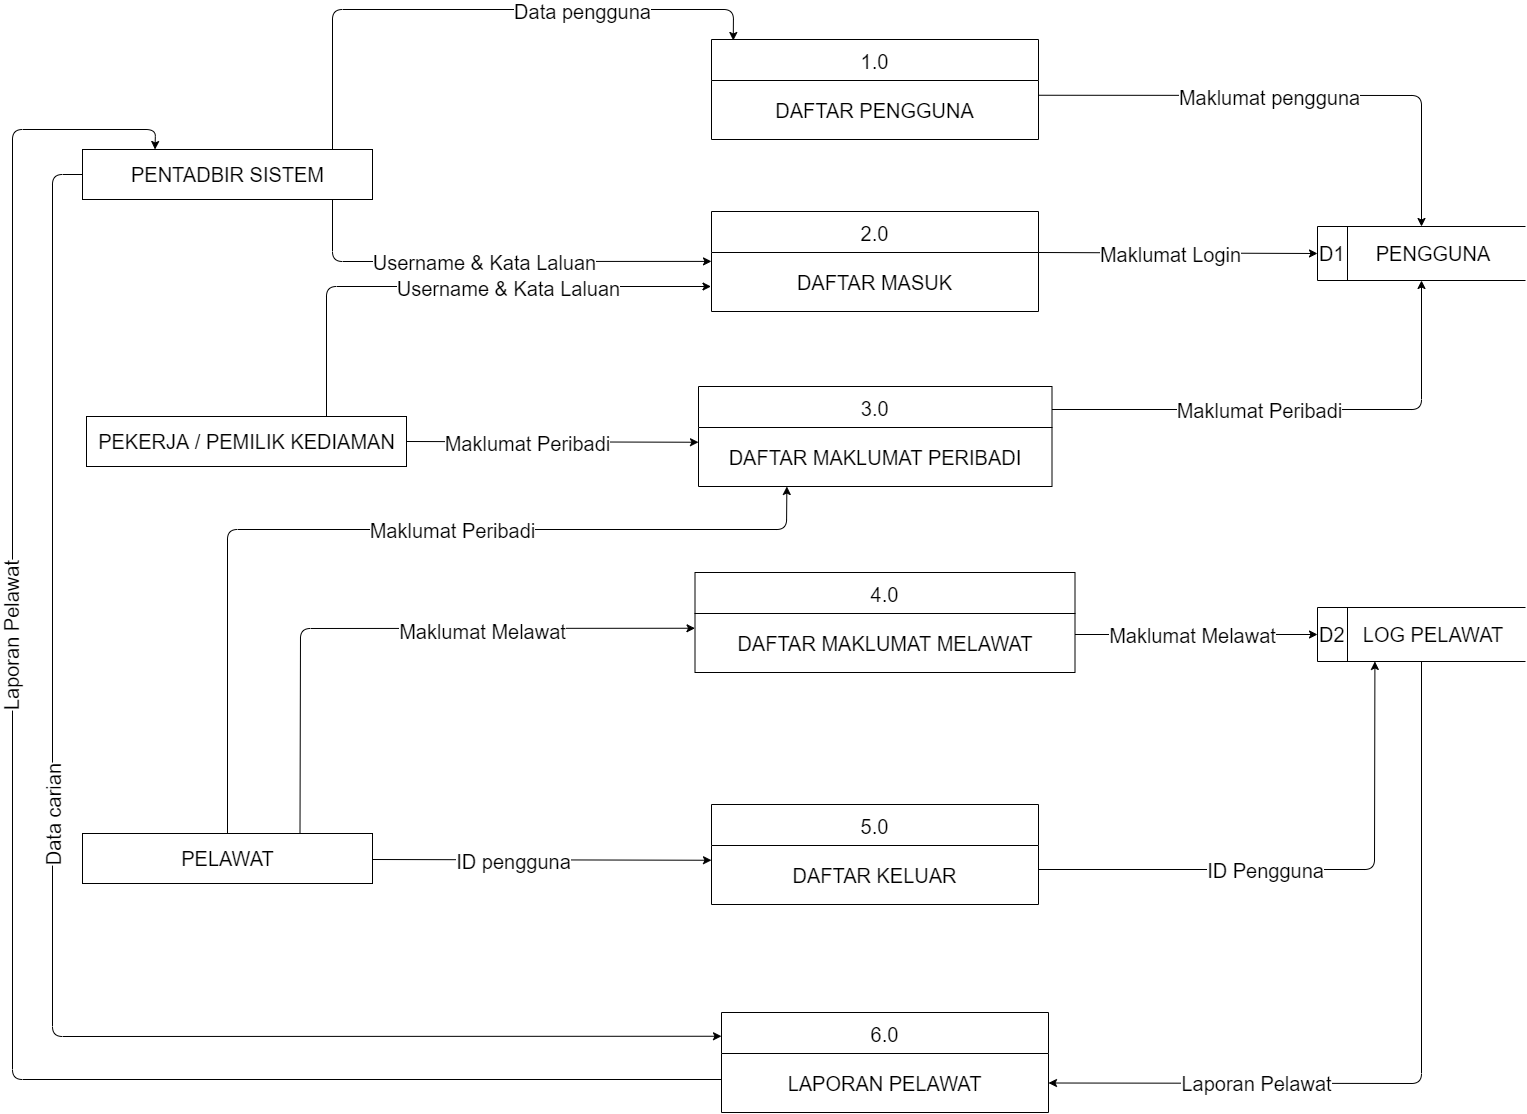 Data pengguna
1.0
DAFTAR PENGGUNA
Maklumat pengguna
PENTADBIR SISTEM
2.0
DAFTAR MASUK
Username & Kata Laluan
Username & Kata Laluan
Maklumat Login
D1
PENGGUNA
3.0
DAFTAR MAKLUMAT PERIBADI
Maklumat Peribadi
PEKERJA / PEMILIK KEDIAMAN
Maklumat Peribadi
Maklumat Peribadi
4.0
DAFTAR MAKLUMAT MELAWAT
Maklumat Melawat
Maklumat Melawat
D2
LOG PELAWAT
Laporan Pelawat
Data carian
5.0
DAFTAR KELUAR
PELAWAT
ID pengguna
ID Pengguna
6.0
LAPORAN PELAWAT
Laporan Pelawat